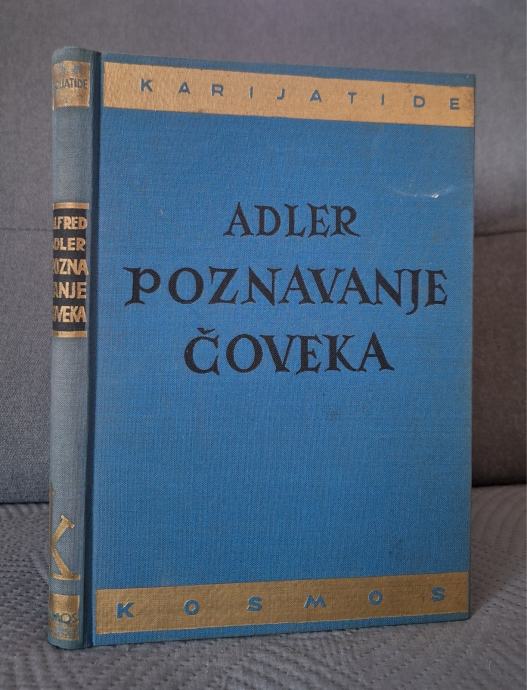 KARIJATIDE
ADLER
POZNAVANJE
ČOVEKA
KOSMOS
K